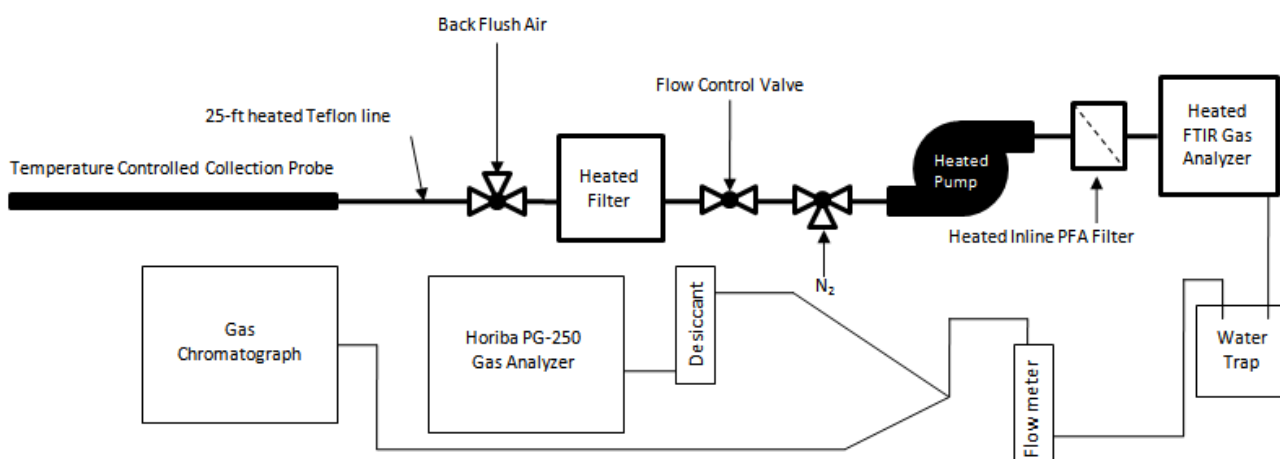 Back Flush Air
Flow Control Valve
25-ft heated Teflon line
Temperature Controlled Collection Probe
Heated
Filter
Heated
Pump
Heated
FTIR Gas
Analyzer
Heated Inline PFA Filter
N₂
Gas
Chromatograph
Horiba PG-250
Gas Analyzer
Desiccant
Flow meter
Water
Trap